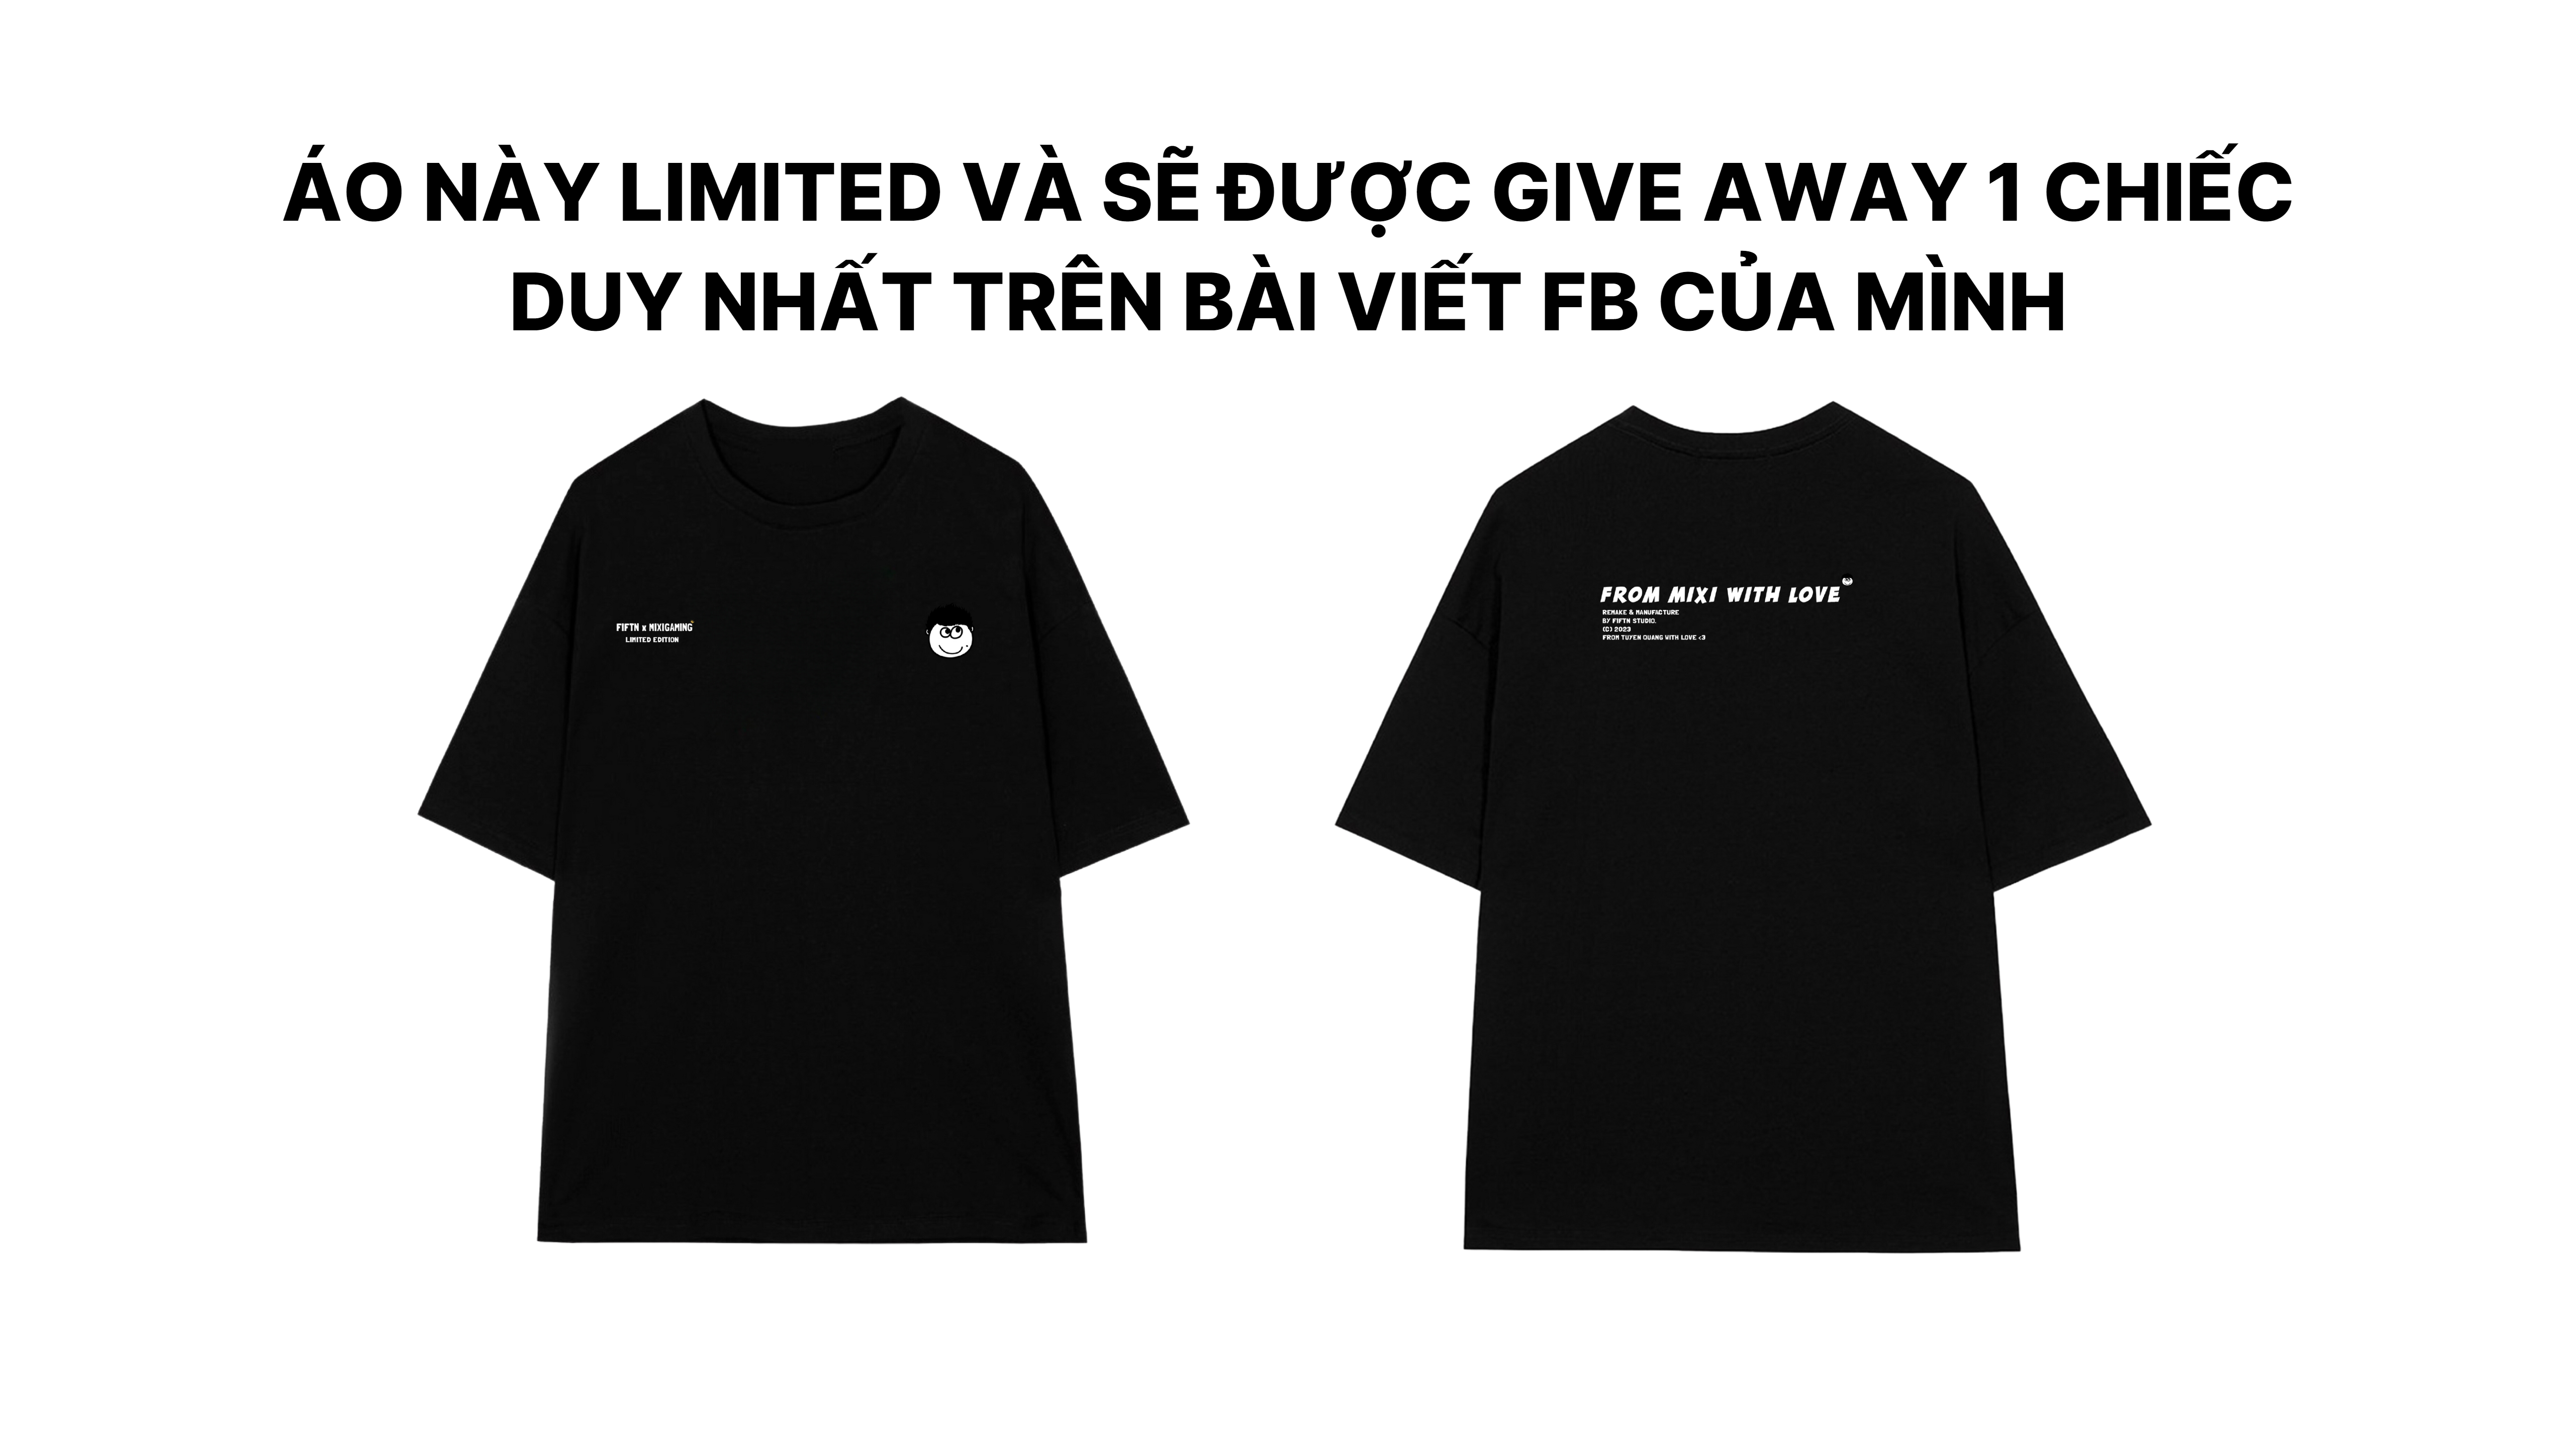 ÁO NÀY LIMITED VÀ SẼ ĐƯỢC GIVE AWAY 1 CHIẾC
DUY NHẤT TRÊN BÀI VIẾT FB CỦA MÌNH
FIFTN x MIXIGAMING
LIMITED EDITION
FROM MIXI WITH LOVE
REMAKE & MANUFACTURE
BY FIFTN STUDIO.
(C) 2023
FROM TUYEN QUANG WITH LOVE <3